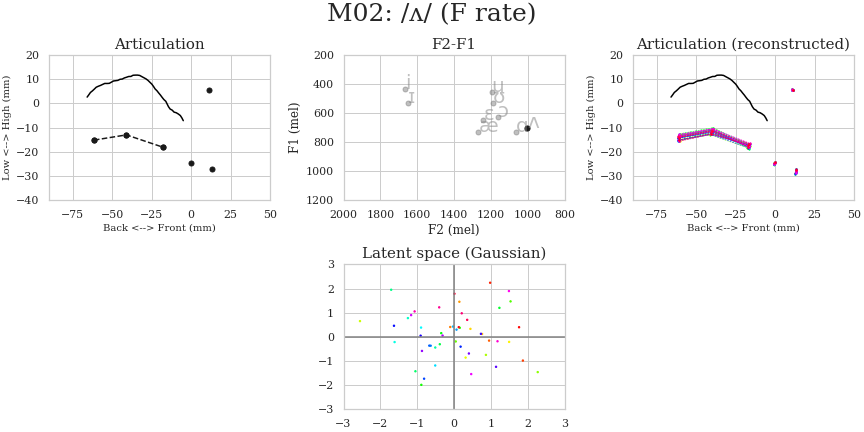 M02: /ʌ/ (F rate)
Articulation
F2-F1
Articulation (reconstructed)
20
10
0
−10
−20
−30
−40
Low <--> High (mm)
−75 −50 −25 0 25 50
Back <--> Front (mm)
200
400
600
800
1000
1200
F1 (mel)
i
ɪ
u
ʊ
ɛ
ɔ
æ
ɑ
ʌ
2000 1800 1600 1400 1200 1000 800
F2 (mel)
20
10
0
−10
−20
−30
−40
Low <--> High (mm)
−75 −50 −25 0 25 50
Back <--> Front (mm)
Latent space (Gaussian)
3
2
1
0
−1
−2
−3
−3 −2 −1 0 1 2 3